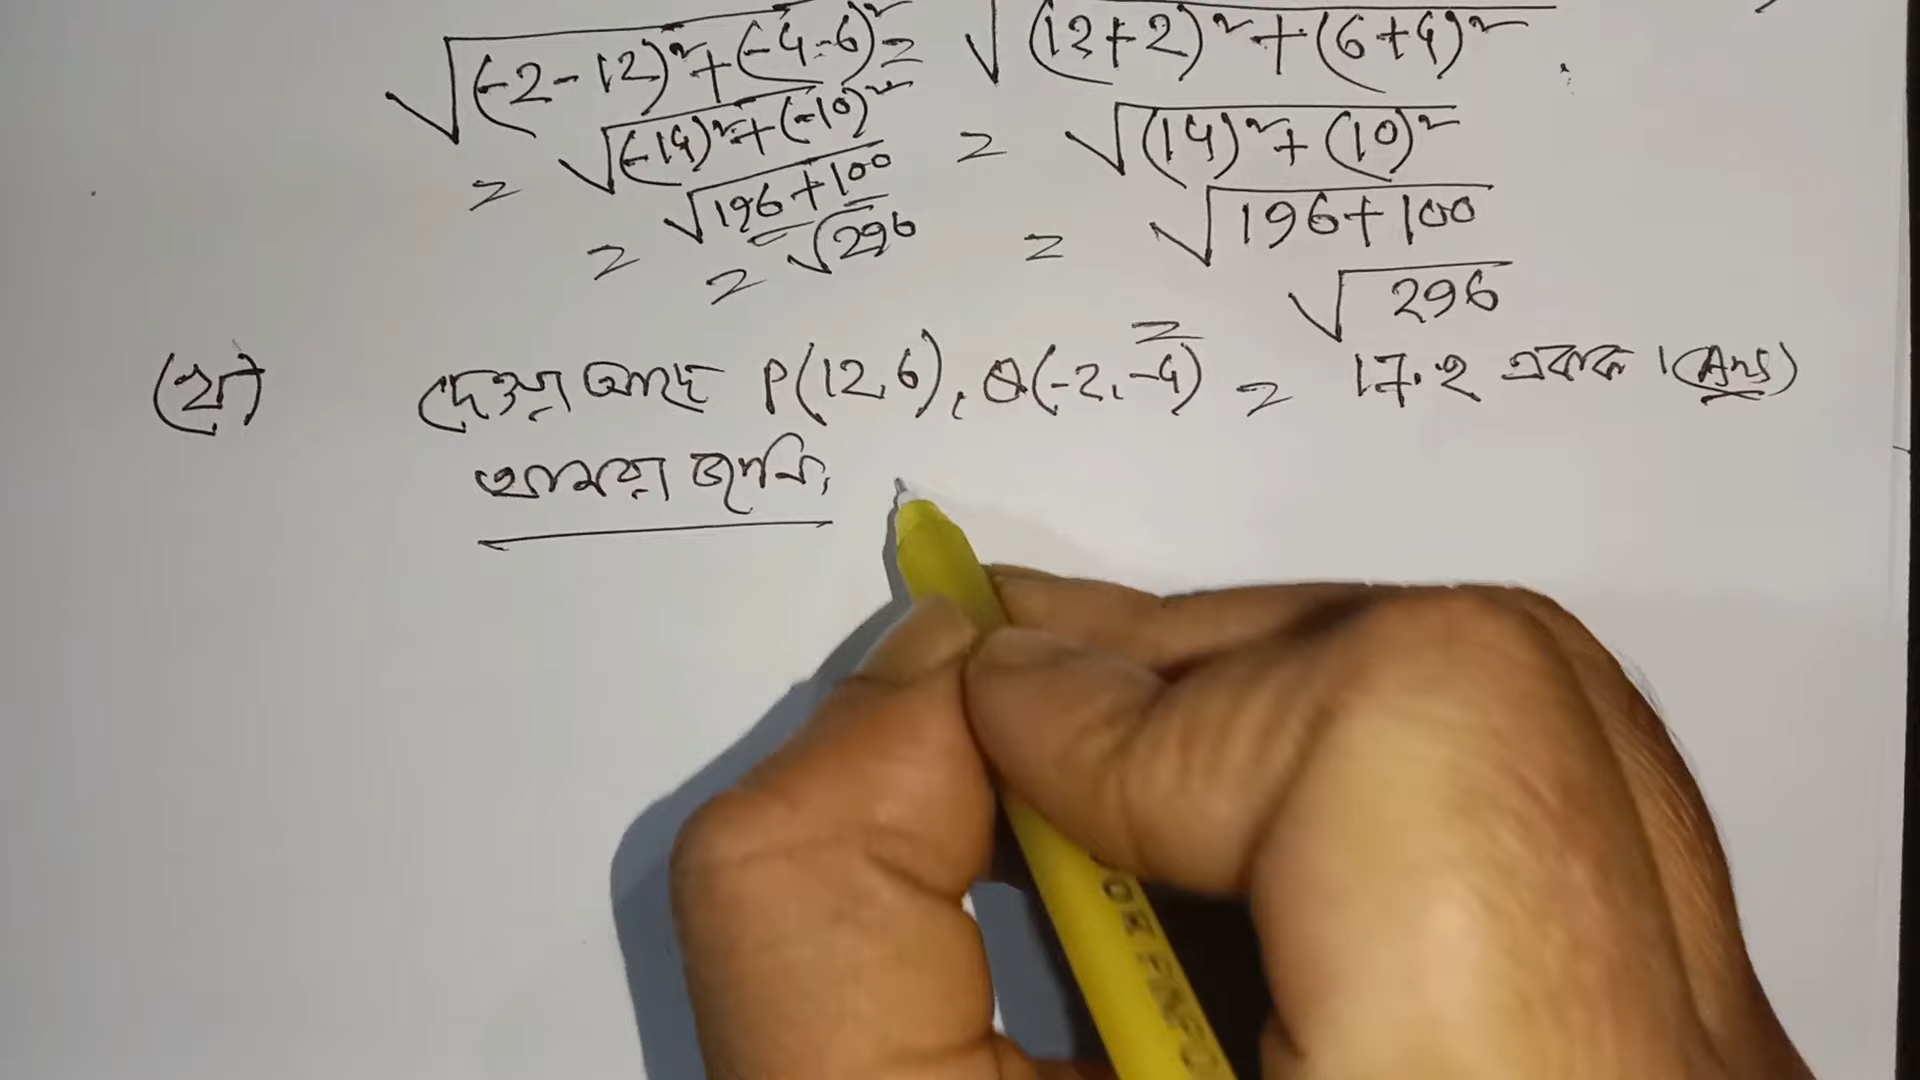 √(-2-12)²+(-4-6)² = √(12+2)²+(6+4)²
= √(-14)²+(-10)² = √(14)²+(10)²
= √196+100 = √196+100
= √296 = √296
(খ) দেওয়া আছে P(12,6), Q(-2,-4) = 17.2 একক। (Ans)
আমরা জানি,